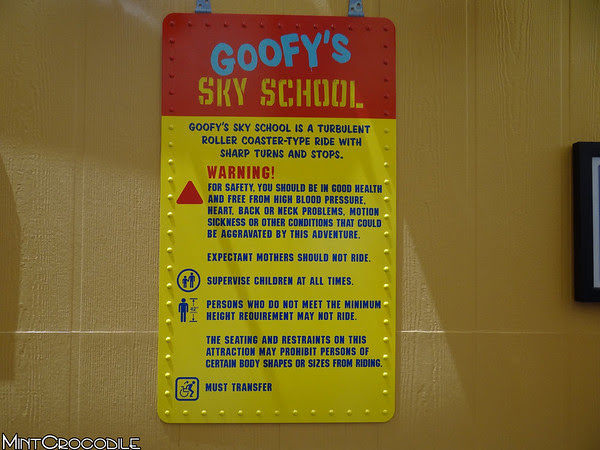 GOOFY'S
SKY SCHOOL
GOOFY'S SKY SCHOOL IS A TURBULENT
ROLLER COASTER-TYPE RIDE WITH
SHARP TURNS AND STOPS.
WARNING!
FOR SAFETY, YOU SHOULD BE IN GOOD HEALTH
AND FREE FROM HIGH BLOOD PRESSURE,
HEART, BACK OR NECK PROBLEMS, MOTION
SICKNESS OR OTHER CONDITIONS THAT COULD
BE AGGRAVATED BY THIS ADVENTURE.
EXPECTANT MOTHERS SHOULD NOT RIDE.
SUPERVISE CHILDREN AT ALL TIMES.
42"
PERSONS WHO DO NOT MEET THE MINIMUM
HEIGHT REQUIREMENT MAY NOT RIDE.
THE SEATING AND RESTRAINTS ON THIS
ATTRACTION MAY PROHIBIT PERSONS OF
CERTAIN BODY SHAPES OR SIZES FROM RIDING.
MUST TRANSFER
MINTCROCODILE